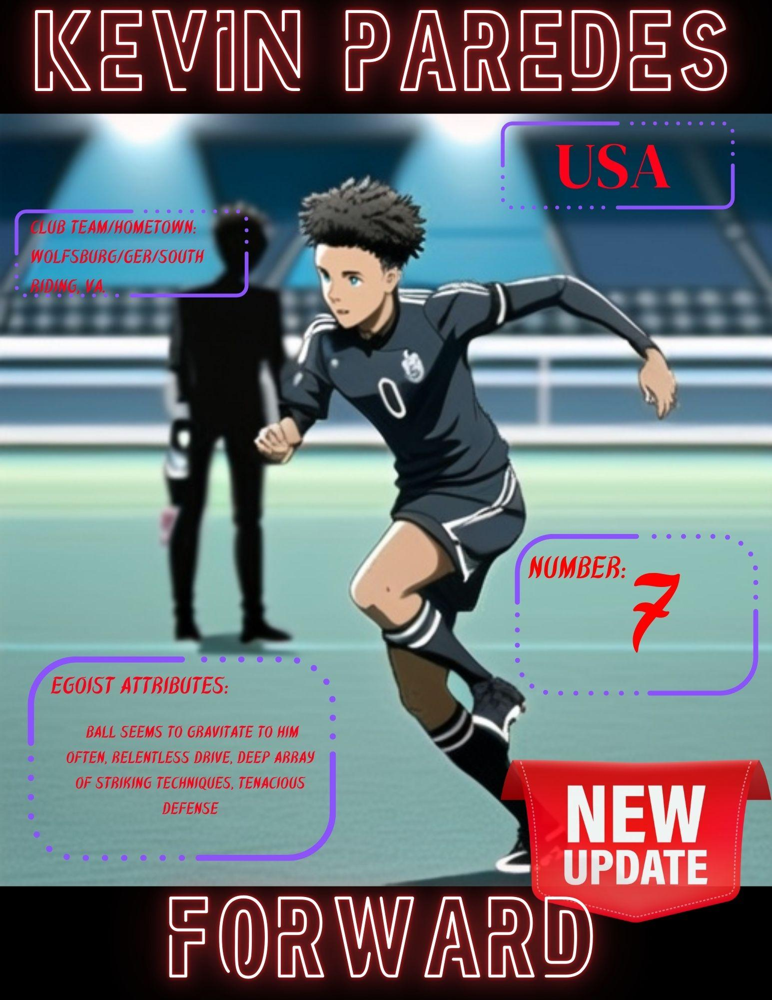 KEVIN PAREDES
USA
CLUB TEAM/HOMETOWN:
WOLFSBURG/GER/SOUTH
RIDING, VA.
0
NUMBER:
7
EGOIST ATTRIBUTES:
BALL SEEMS TO GRAVITATE TO HIM
OFTEN, RELENTLESS DRIVE, DEEP ARRAY
OF STRIKING TECHNIQUES, TENACIOUS
DEFENSE
NEW
UPDATE
FORWARD